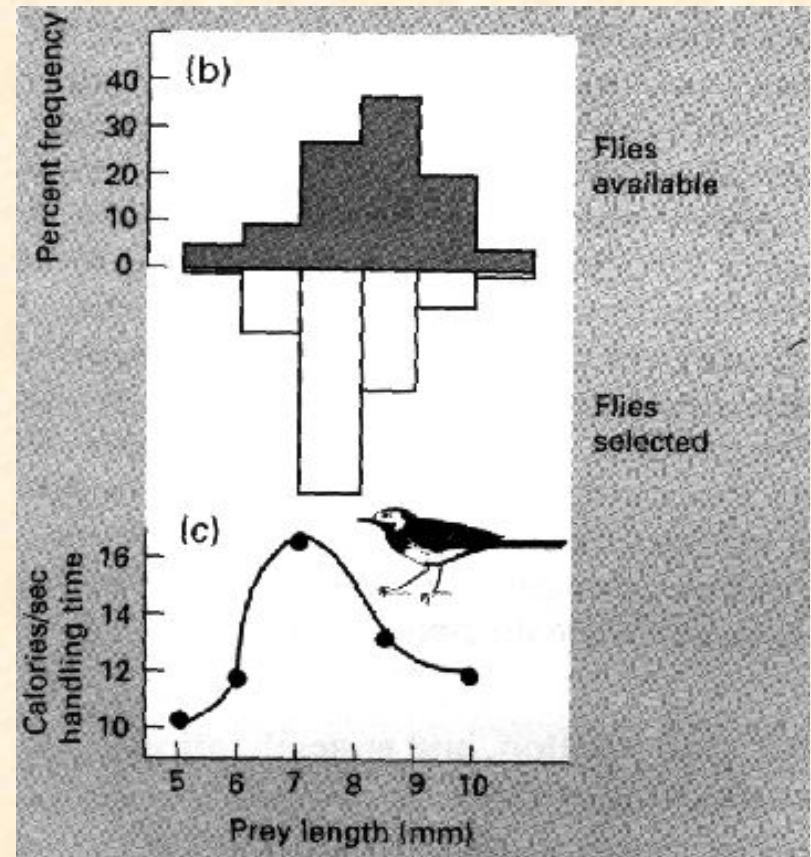 (b)
Percent frequency
40
30
20
10
0
Flies
available
Flies
selected
(c)
Calories/sec
handling time
16
14
12
10
5 6 7 8 9 10
Prey length (mm)